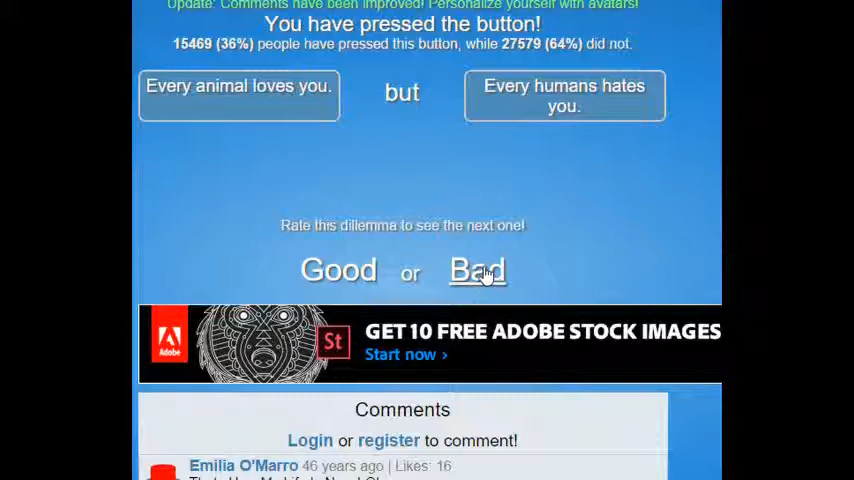 Update: Comments have been improved! Personalize yourself with avatars!
You have pressed the button!
15469 (36%) people have pressed this button, while 27579 (64%) did not.
Every animal loves you.
but
Every humans hates
you.
Rate this dillemma to see the next one!
Good or Bad
Adobe
St
GET 10 FREE ADOBE STOCK IMAGES
Start now ›
Comments
Login or register to comment!
Emilia O'Marro 46 years ago | Likes: 16